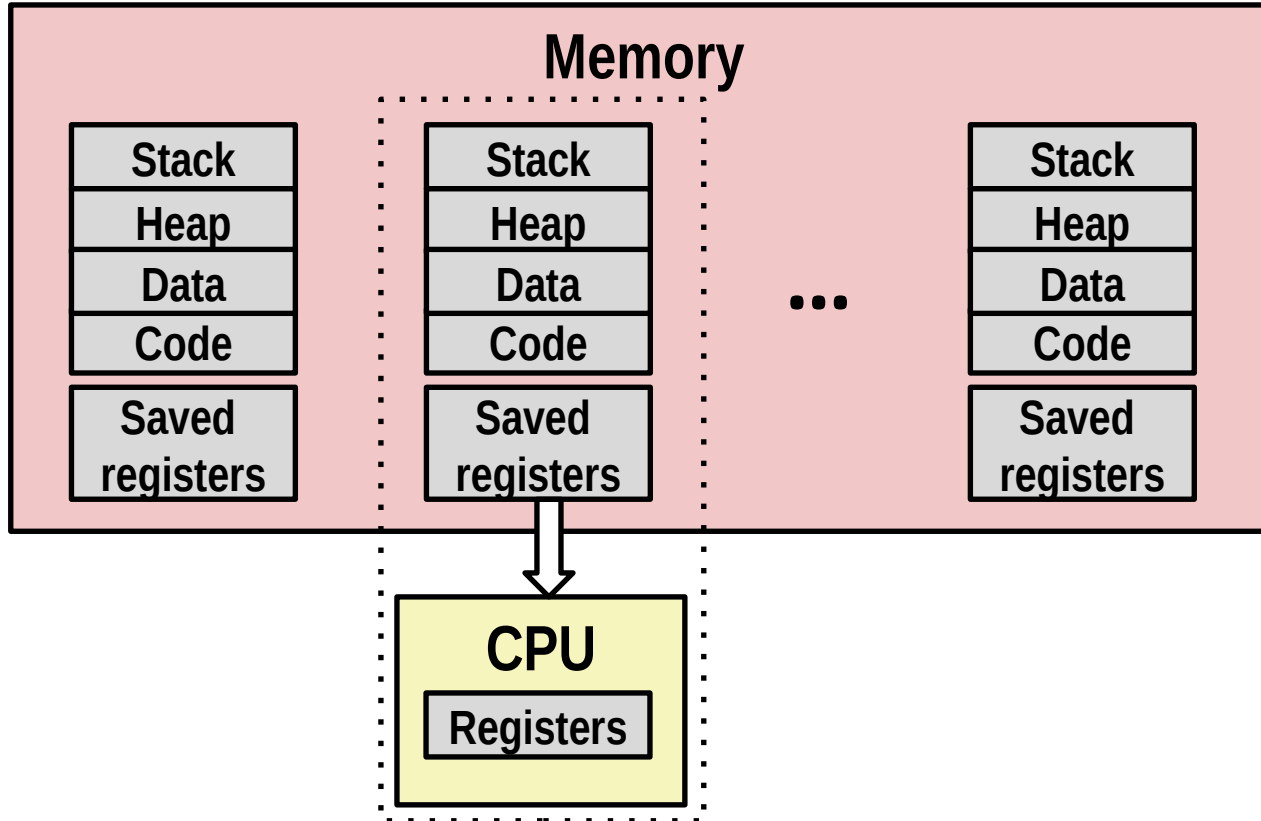 Memory
Stack
Heap
Data
Code
Saved
registers
Stack
Heap
Data
Code
Saved
registers
...
Stack
Heap
Data
Code
Saved
registers
CPU
Registers